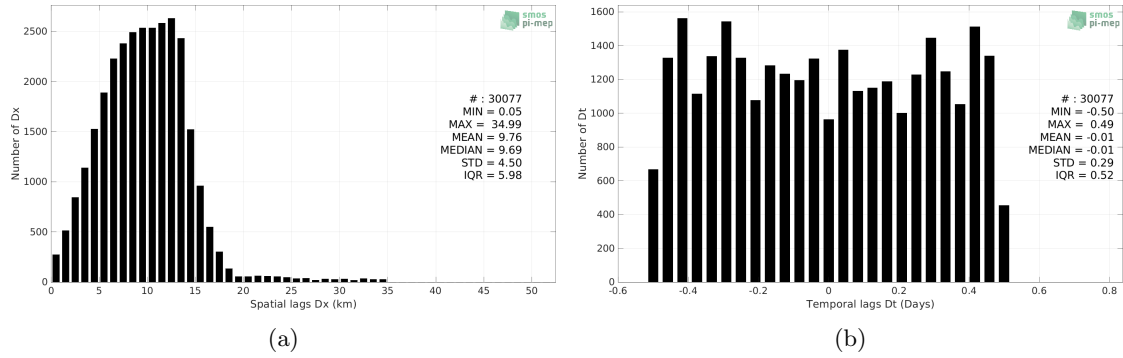 smos
pi-mep
2500
2000
1500
1000
500
0
Number of Dx
# : 30077
MIN = 0.05
MAX = 34.99
MEAN = 9.76
MEDIAN = 9.69
STD = 4.50
IQR = 5.98
0 5 10 15 20 25 30 35 40 45 50
Spatial lags Dx (km)
(a)
smos
pi-mep
1600
1400
1200
1000
800
600
400
200
0
Number of Dt
# : 30077
MIN = -0.50
MAX = 0.49
MEAN = -0.01
MEDIAN = -0.01
STD = 0.29
IQR = 0.52
-0.6 -0.4 -0.2 0 0.2 0.4 0.6 0.8
Temporal lags Dt (Days)
(b)